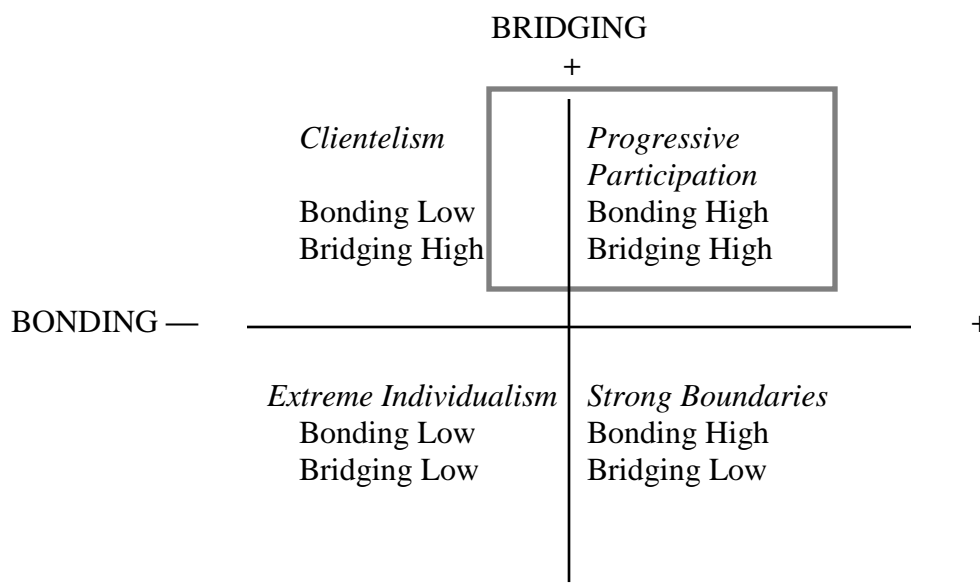 BRIDGING
+
Clientelism
Bonding Low
Bridging High
Progressive
Participation
Bonding High
Bridging High
BONDING — +
Extreme Individualism
Bonding Low
Bridging Low
Strong Boundaries
Bonding High
Bridging Low